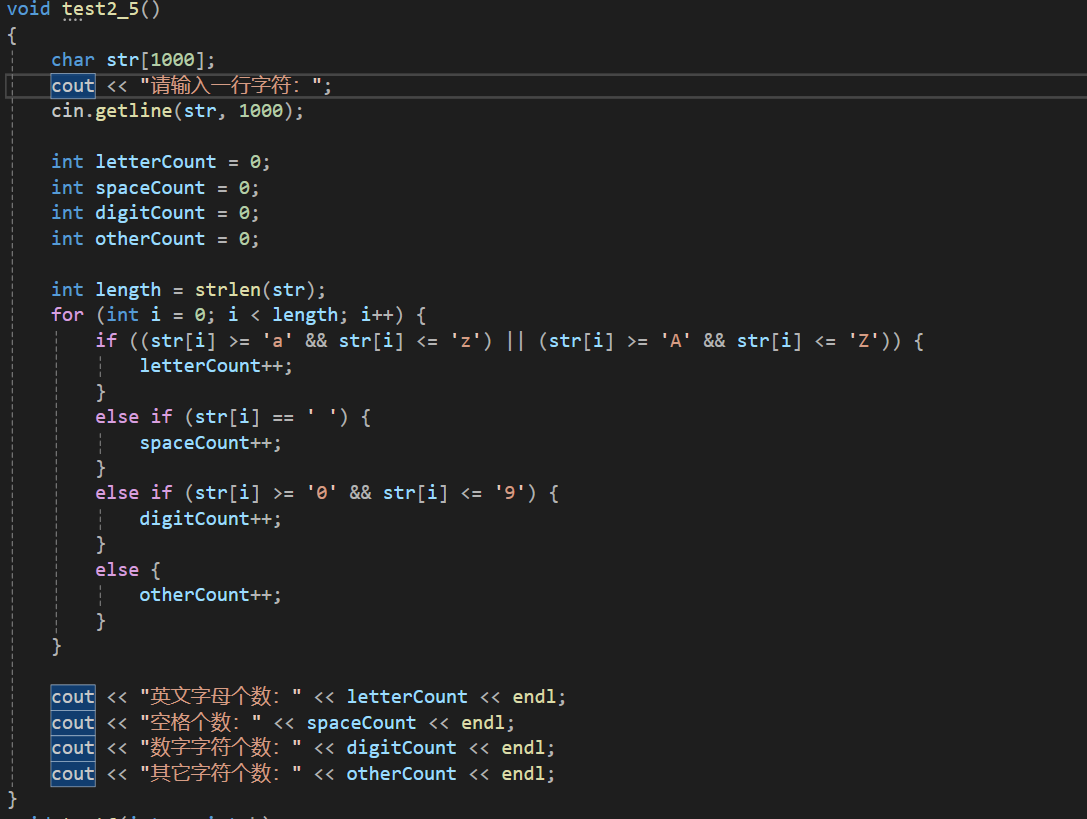 void test2_5()
{
char str[1000];
cout << "请输入一行字符：";
cin.getline(str, 1000);
int letterCount = 0;
int spaceCount = 0;
int digitCount = 0;
int otherCount = 0;
int length = strlen(str);
for (int i = 0; i < length; i++) {
if ((str[i] >= 'a' && str[i] <= 'z') || (str[i] >= 'A' && str[i] <= 'Z')) {
letterCount++;
}
else if (str[i] == ' ') {
spaceCount++;
}
else if (str[i] >= '0' && str[i] <= '9') {
digitCount++;
}
else {
otherCount++;
}
}
cout << "英文字母个数：" << letterCount << endl;
cout << "空格个数：" << spaceCount << endl;
cout << "数字字符个数：" << digitCount << endl;
cout << "其它字符个数：" << otherCount << endl;
}